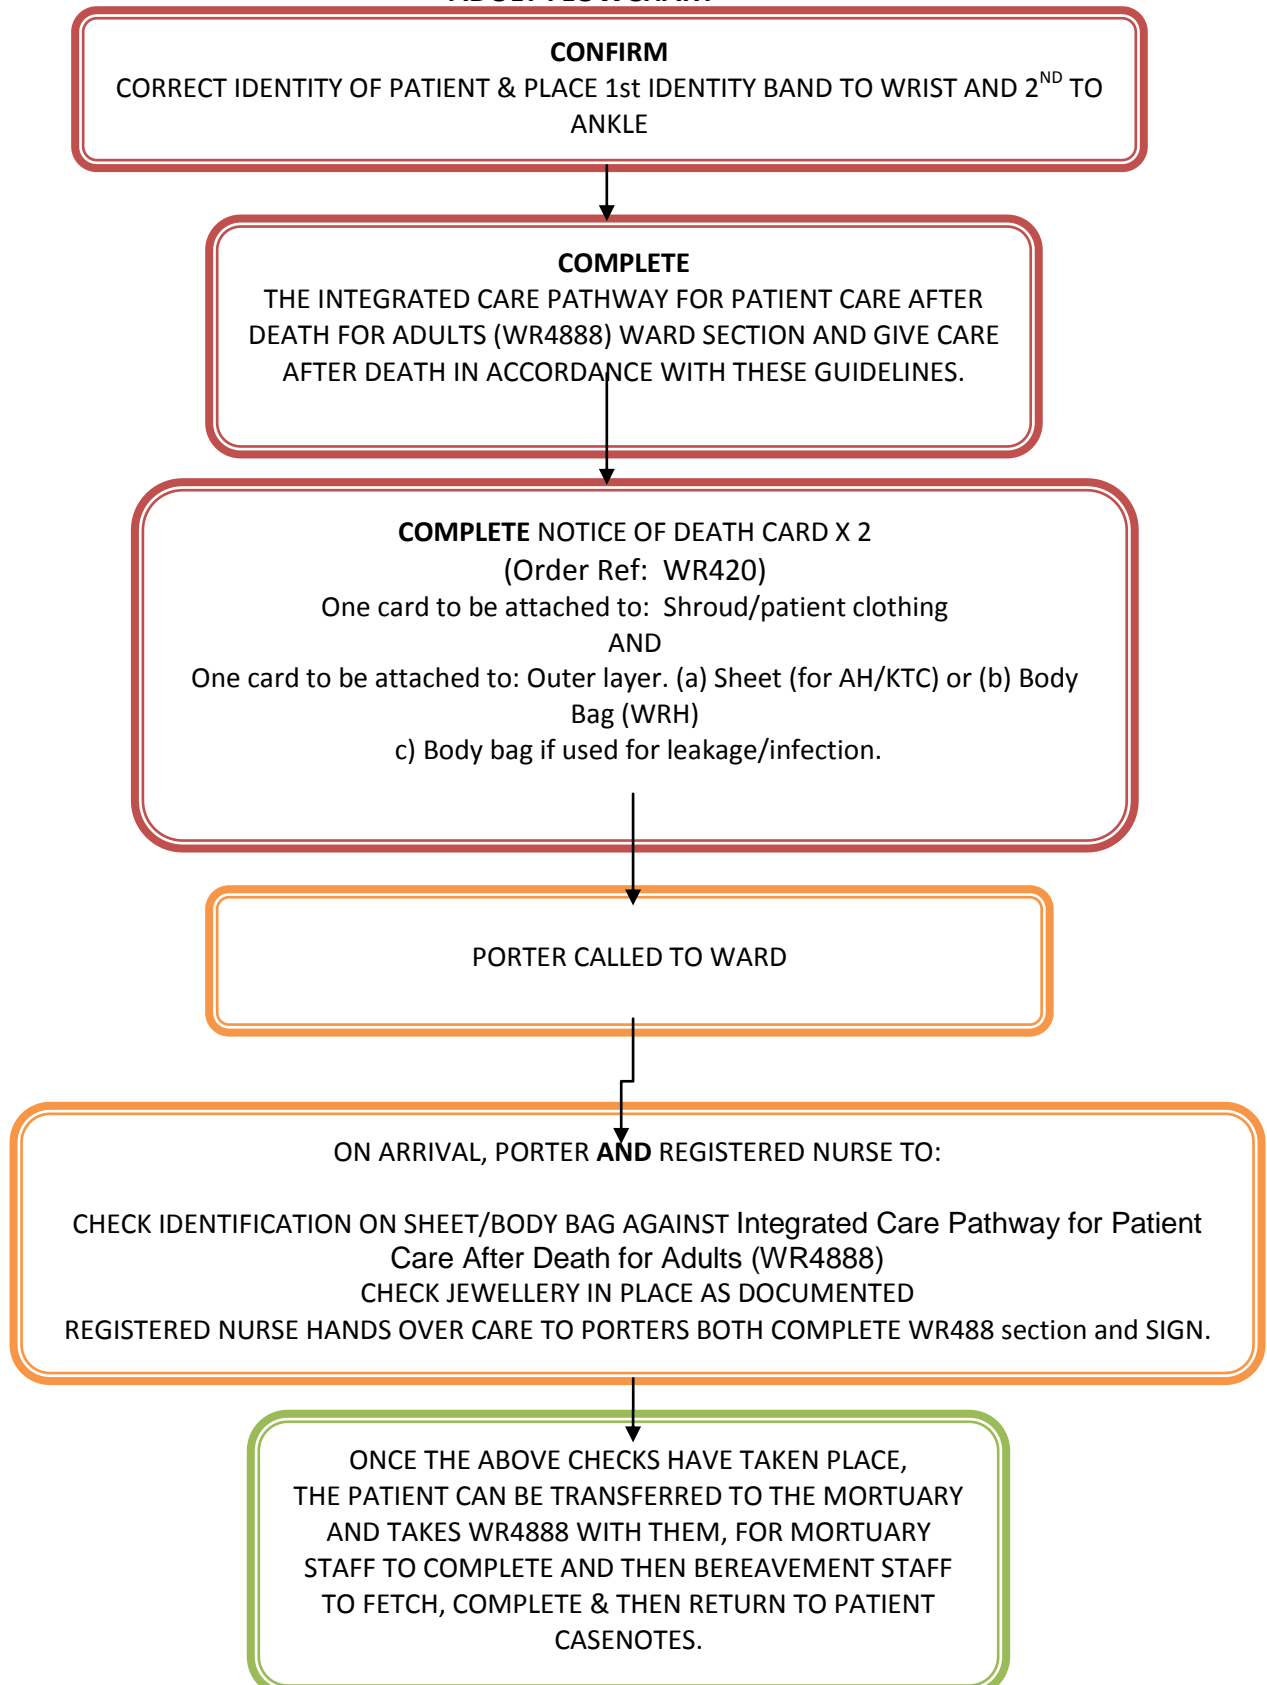 ADULT FLOWCHART
CONFIRM
CORRECT IDENTITY OF PATIENT & PLACE 1st IDENTITY BAND TO WRIST AND 2ND TO
ANKLE
COMPLETE
THE INTEGRATED CARE PATHWAY FOR PATIENT CARE AFTER
DEATH FOR ADULTS (WR4888) WARD SECTION AND GIVE CARE
AFTER DEATH IN ACCORDANCE WITH THESE GUIDELINES.
COMPLETE NOTICE OF DEATH CARD X 2
(Order Ref: WR420)
One card to be attached to: Shroud/patient clothing
AND
One card to be attached to: Outer layer. (a) Sheet (for AH/KTC) or (b) Body
Bag (WRH)
c) Body bag if used for leakage/infection.
PORTER CALLED TO WARD
ON ARRIVAL, PORTER AND REGISTERED NURSE TO:
CHECK IDENTIFICATION ON SHEET/BODY BAG AGAINST Integrated Care Pathway for Patient
Care After Death for Adults (WR4888)
CHECK JEWELLERY IN PLACE AS DOCUMENTED
REGISTERED NURSE HANDS OVER CARE TO PORTERS BOTH COMPLETE WR488 section and SIGN.
ONCE THE ABOVE CHECKS HAVE TAKEN PLACE,
THE PATIENT CAN BE TRANSFERRED TO THE MORTUARY
AND TAKES WR4888 WITH THEM, FOR MORTUARY
STAFF TO COMPLETE AND THEN BEREAVEMENT STAFF
TO FETCH, COMPLETE & THEN RETURN TO PATIENT
CASENOTES.